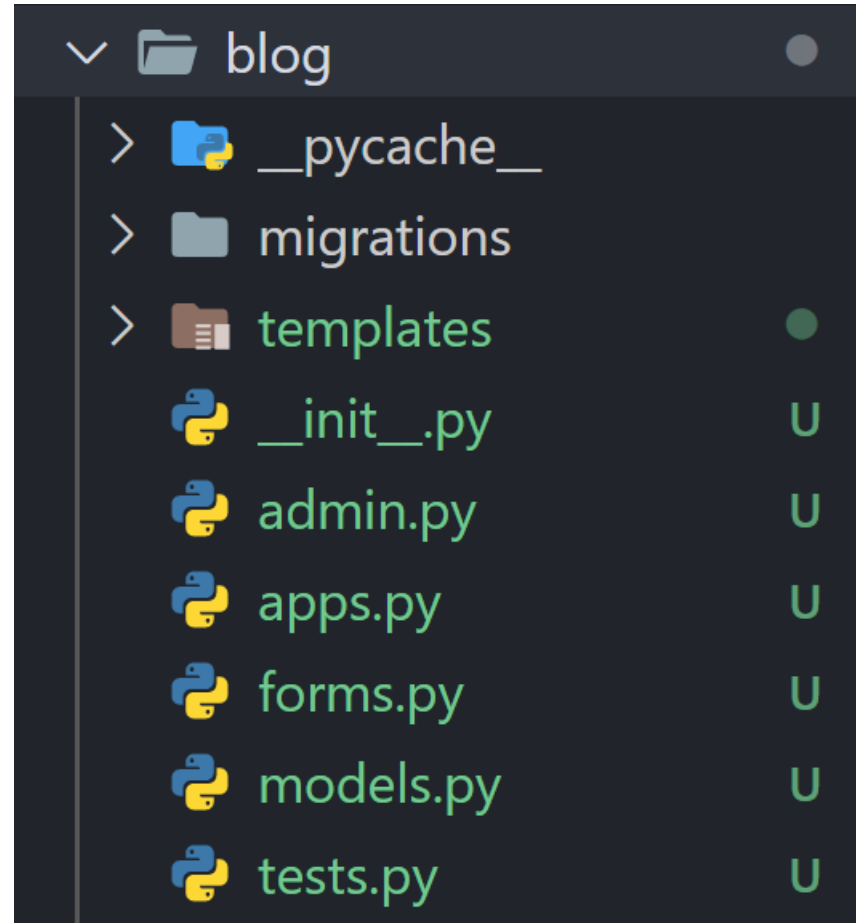 blog
__pycache__
migrations
templates
__init__.py U
admin.py U
apps.py U
forms.py U
models.py U
tests.py U